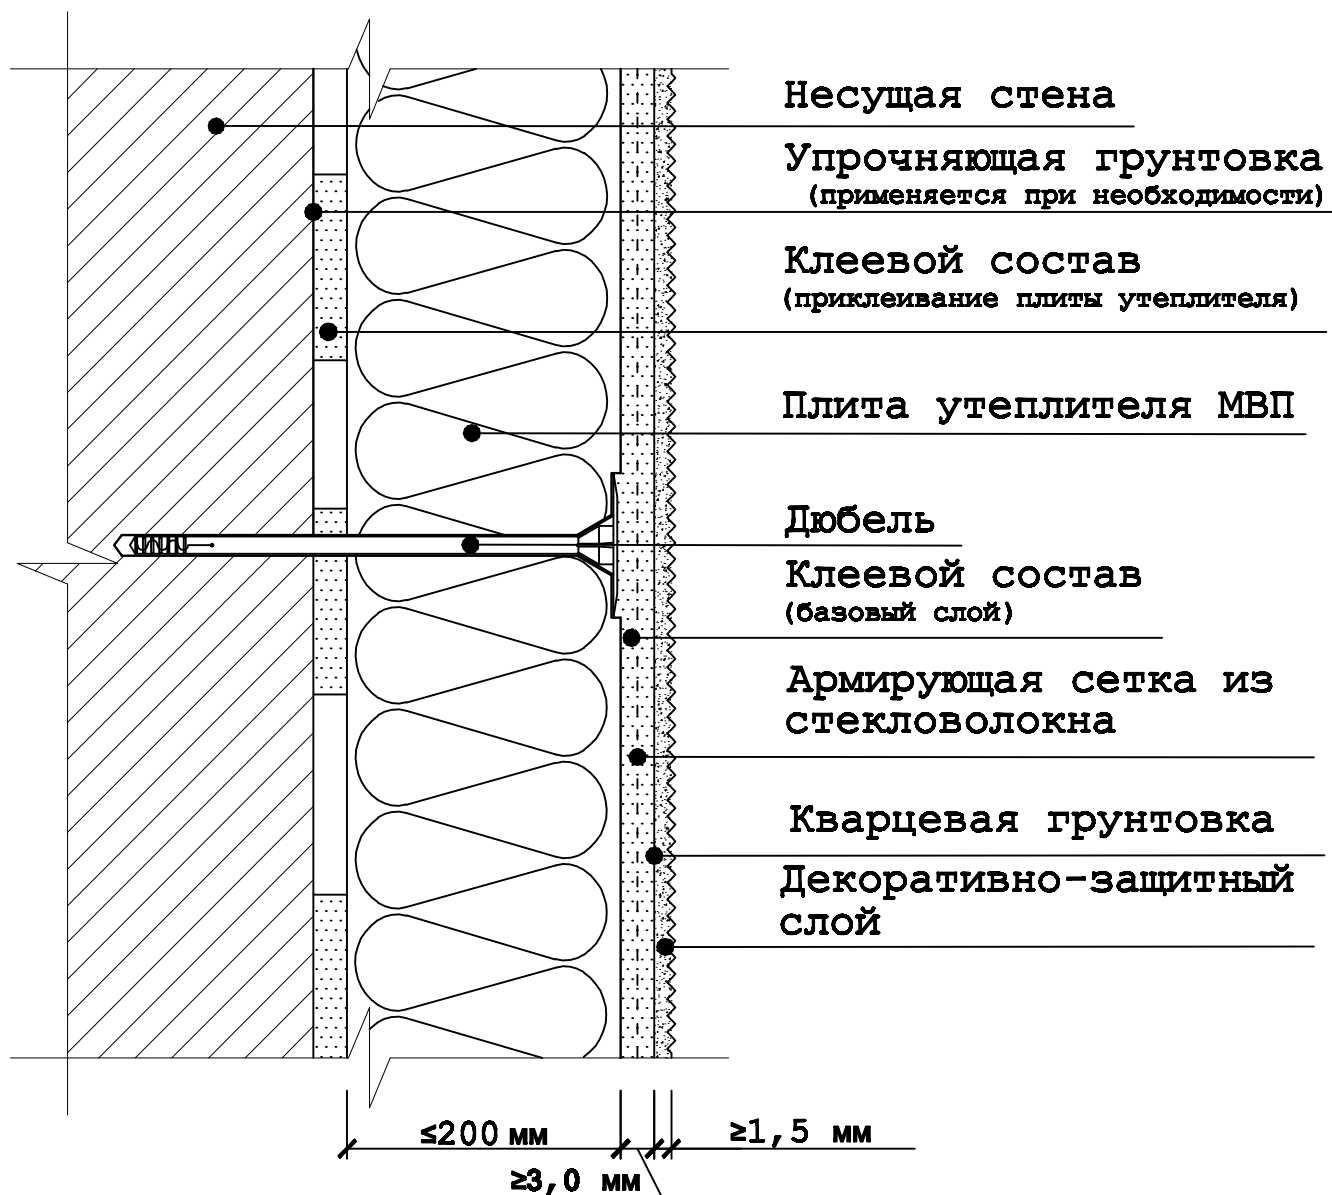 Несущая стена
Упрочняющая грунтовка
(применяется при необходимости)
Клеевой состав
(приклеивание плиты утеплителя)
Плита утеплителя МВП
Дюбель
Клеевой состав
(базовый слой)
Армирующая сетка из
стекловолокна
Кварцевая грунтовка
Декоративно-защитный
слой
≤200 мм
≥1,5 мм
≥3,0 мм